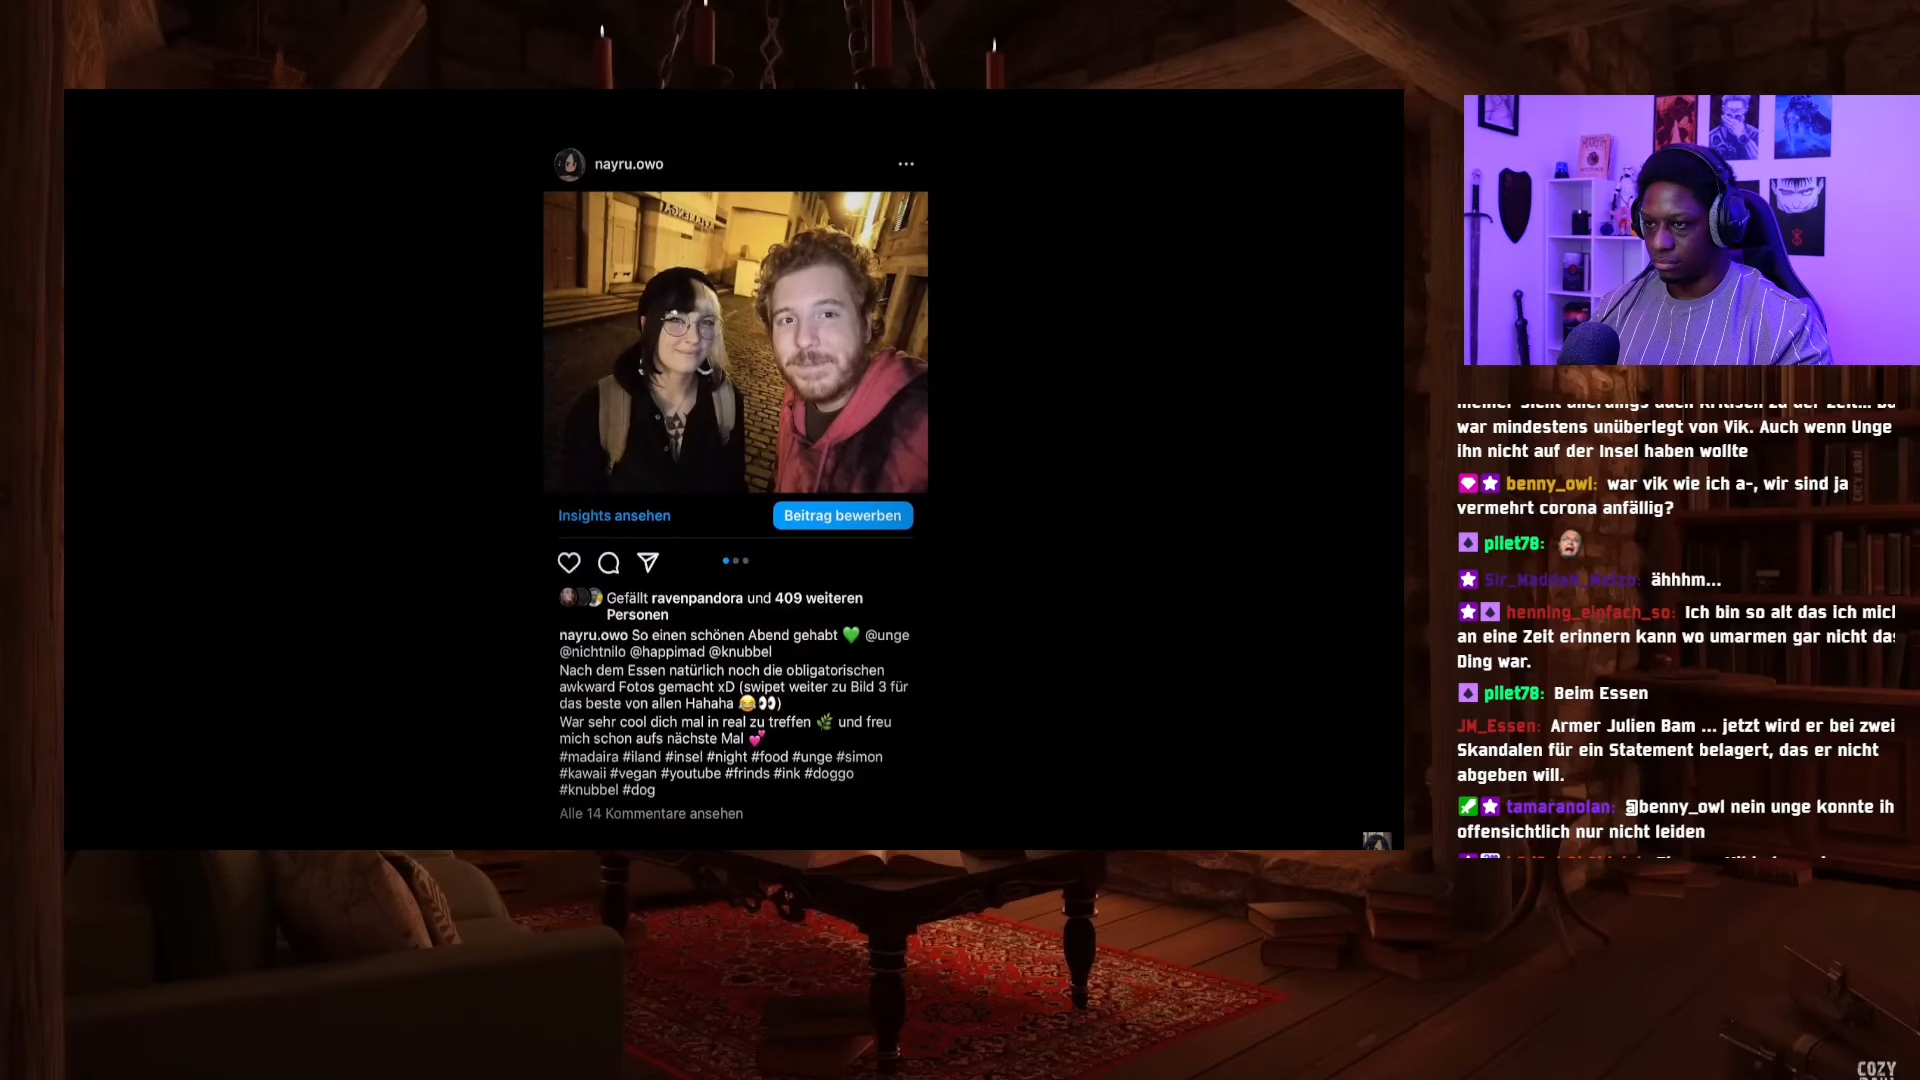 nayru.owo
Insights ansehen
Beitrag bewerben
Gefällt ravenpandora und 409 weiteren
Personen
nayru.owo So einen schönen Abend gehabt 💚 @unge
@nichtnilo @happimad @knubbel
Nach dem Essen natürlich noch die obligatorischen
awkward Fotos gemacht xD (swipet weiter zu Bild 3 für
das beste von allen Hahaha 😂👀)
War sehr cool dich mal in real zu treffen 🌿 und freu
mich schon aufs nächste Mal 💕
#madaira #iland #insel #night #food #unge #simon
#kawaii #vegan #youtube #frinds #ink #doggo
#knubbel #dog
Alle 14 Kommentare ansehen
war mindestens unüberlegt von Vik. Auch wenn Unge
ihn nicht auf der Insel haben wollte
benny_owl: war vik wie ich a-, wir sind ja
vermehrt corona anfällig?
pllet78:
ähhhm...
henning_einfach_so: Ich bin so alt das ich mich
an eine Zeit erinnern kann wo umarmen gar nicht das
Ding war.
pllet78: Beim Essen
JM_Essen: Armer Julien Bam ... jetzt wird er bei zwei
Skandalen für ein Statement belagert, das er nicht
abgeben will.
tamaranolan: @benny_owl nein unge konnte ih
offensichtlich nur nicht leiden
COZY